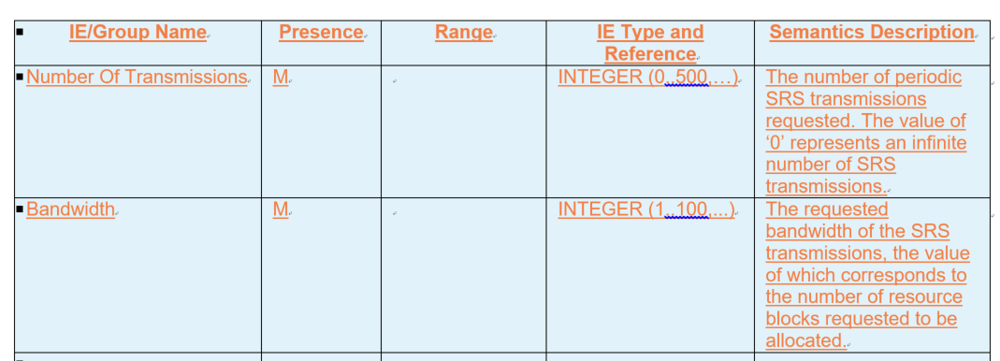 IE/Group Name
Presence
Range
IE Type and
Reference
Semantics Description
Number Of Transmissions
M
INTEGER (0..500,…)
The number of periodic
SRS transmissions
requested. The value of
‘0’ represents an infinite
number of SRS
transmissions.
Bandwidth
M
INTEGER (1..100,...)
The requested
bandwidth of the SRS
transmissions, the value
of which corresponds to
the number of resource
blocks requested to be
allocated.